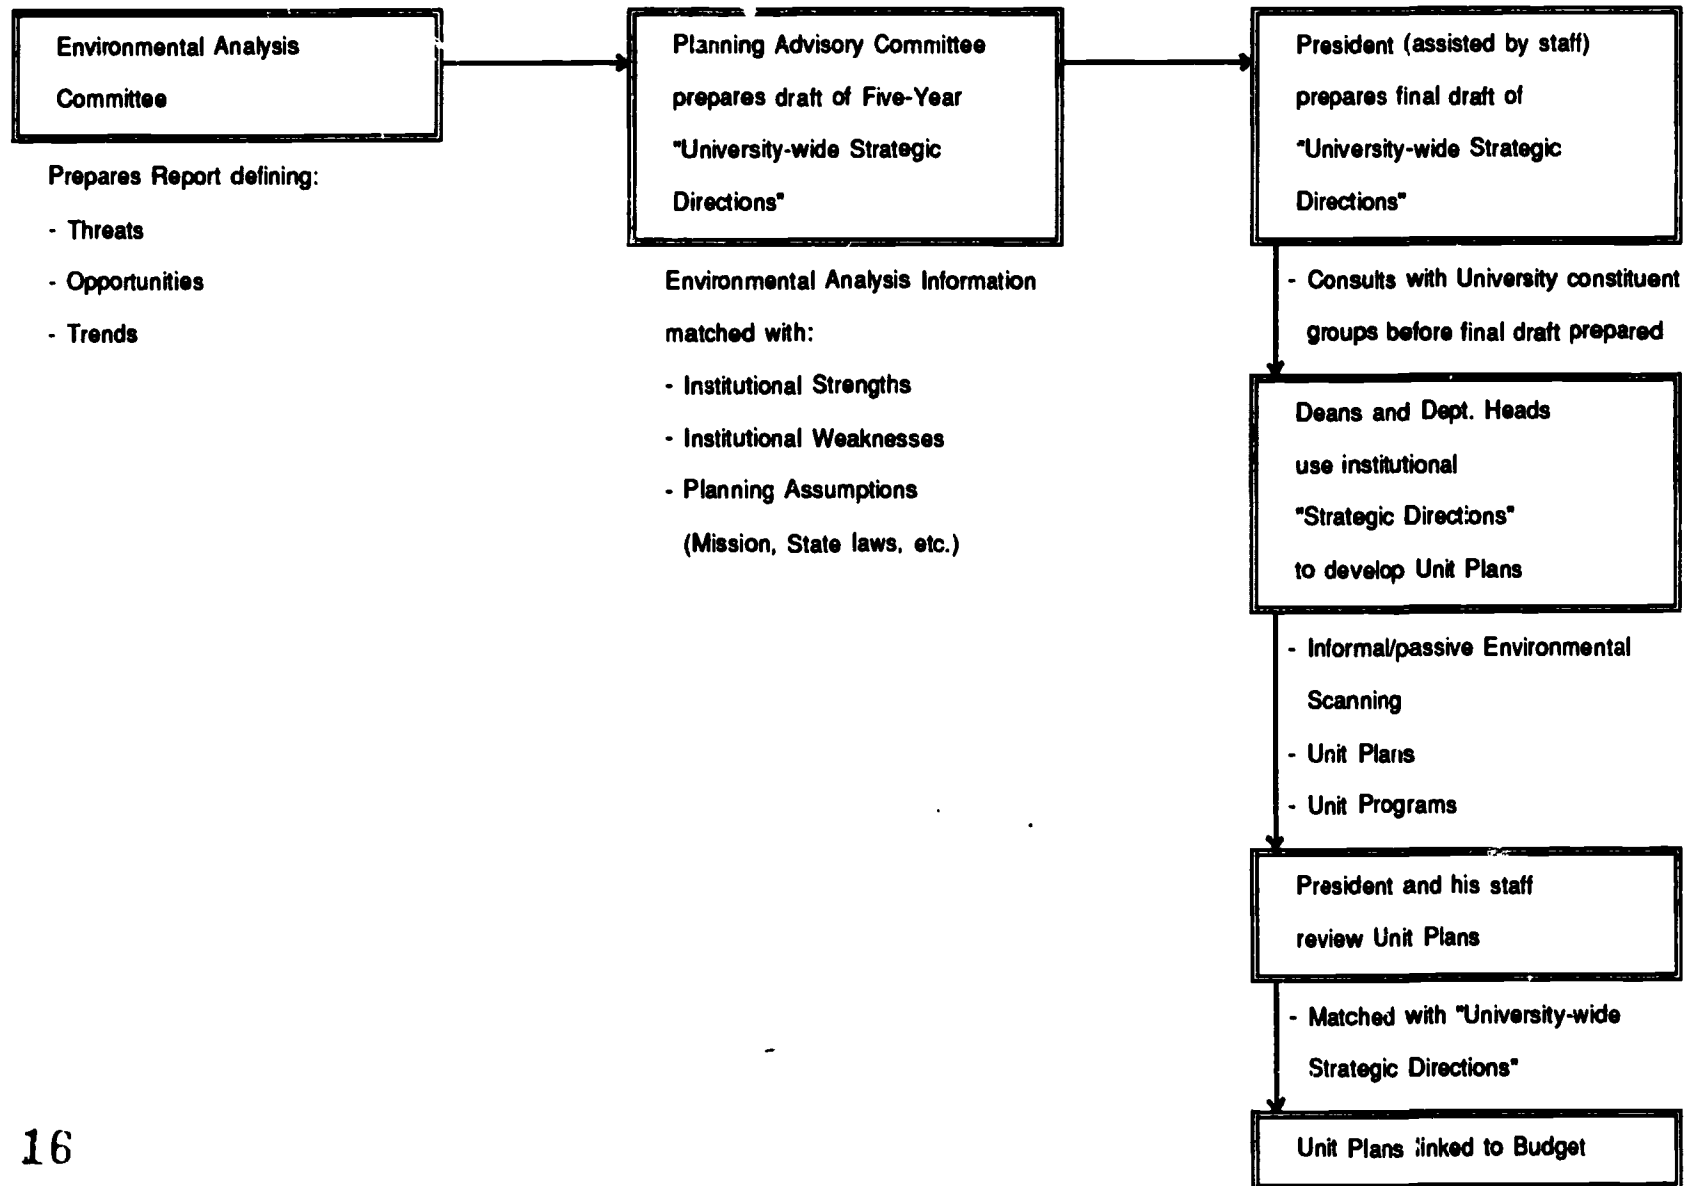 Environmental Analysis
Committee
Prepares Report defining:
- Threats
- Opportunities
- Trends
Planning Advisory Committee
prepares draft of Five-Year
"University-wide Strategic
Directions"
Environmental Analysis Information
matched with:
- Institutional Strengths
- Institutional Weaknesses
- Planning Assumptions
(Mission, State laws, etc.)
President (assisted by staff)
prepares final draft of
"University-wide Strategic
Directions"
- Consults with University constituent
groups before final draft prepared
Deans and Dept. Heads
use institutional
"Strategic Directions"
to develop Unit Plans
- Informal/passive Environmental
Scanning
- Unit Plans
- Unit Programs
President and his staff
review Unit Plans
- Matched with "University-wide
Strategic Directions"
Unit Plans linked to Budget
16